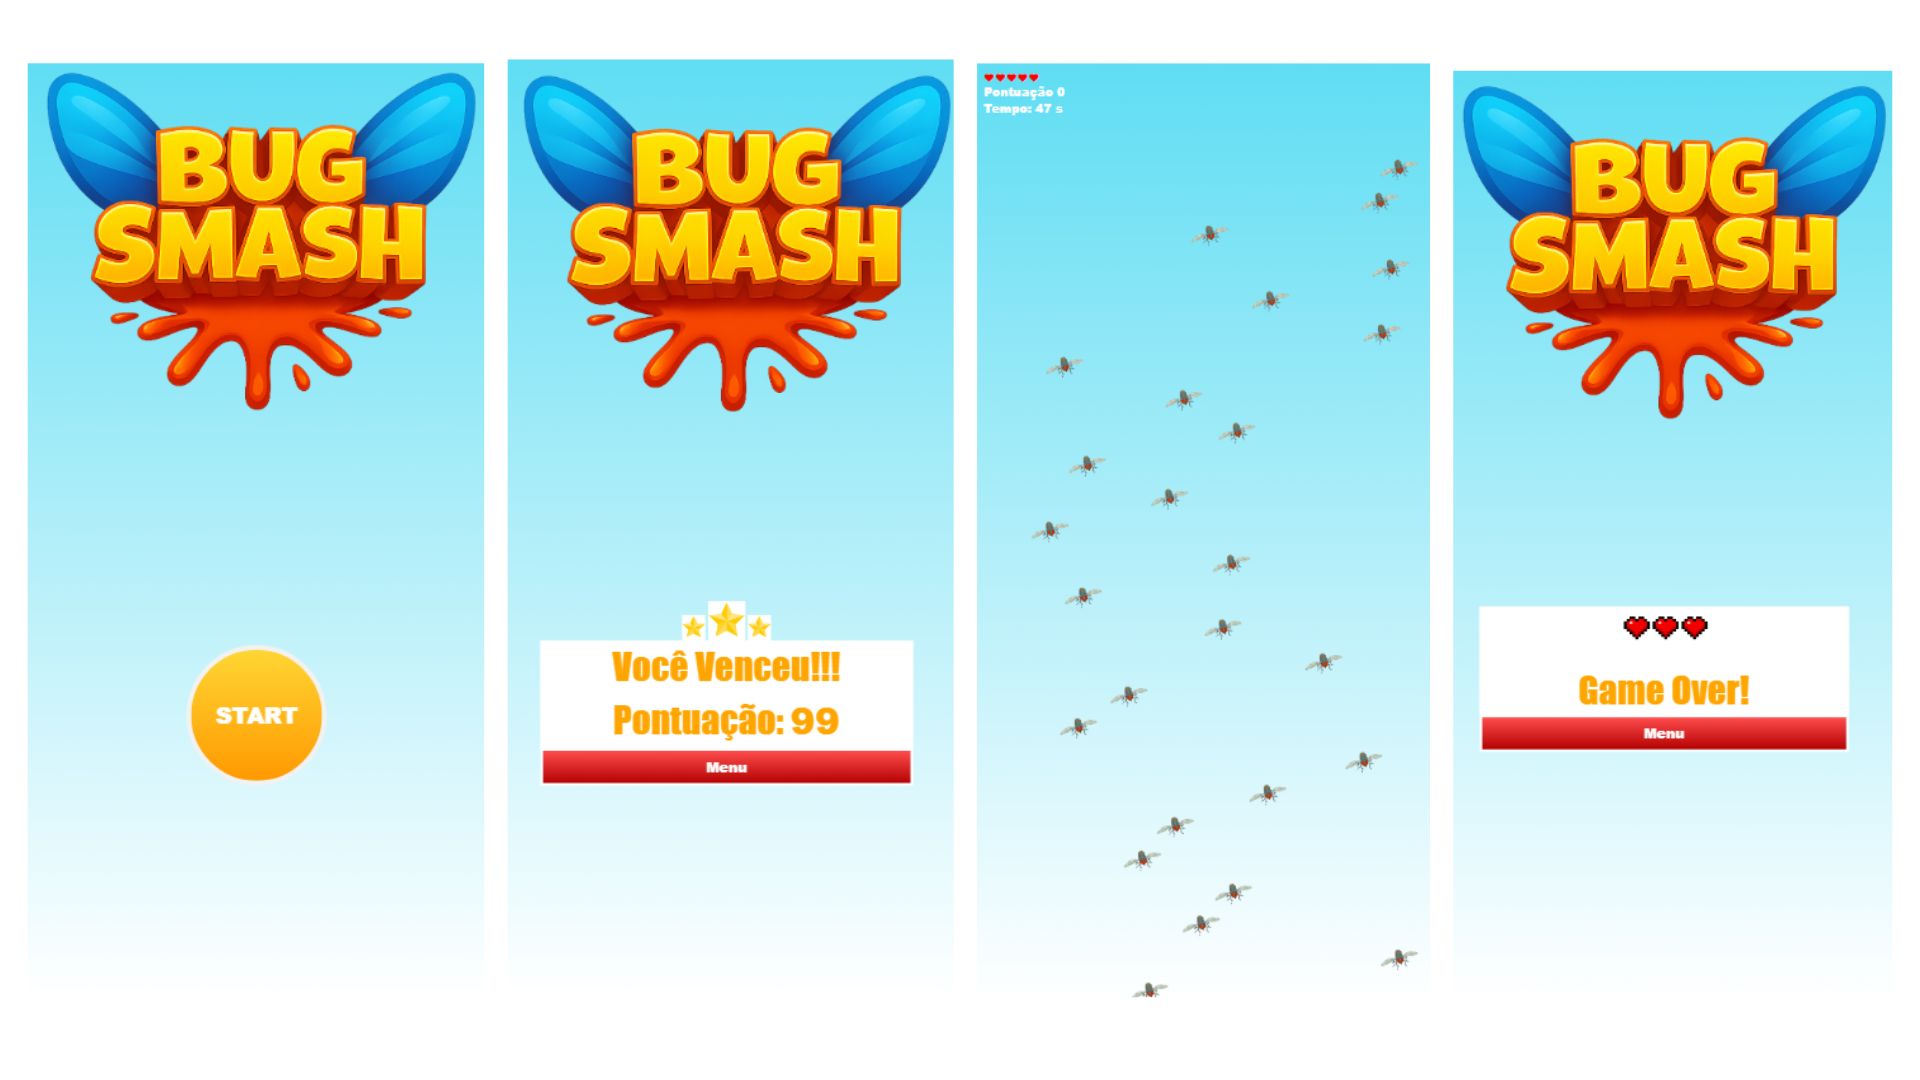 BUG
SMASH
START
BUG
SMASH
Você Venceu!!!
Pontuação: 99
Menu
Pontuação 0
Tempo: 47 s
BUG
SMASH
Game Over!
Menu